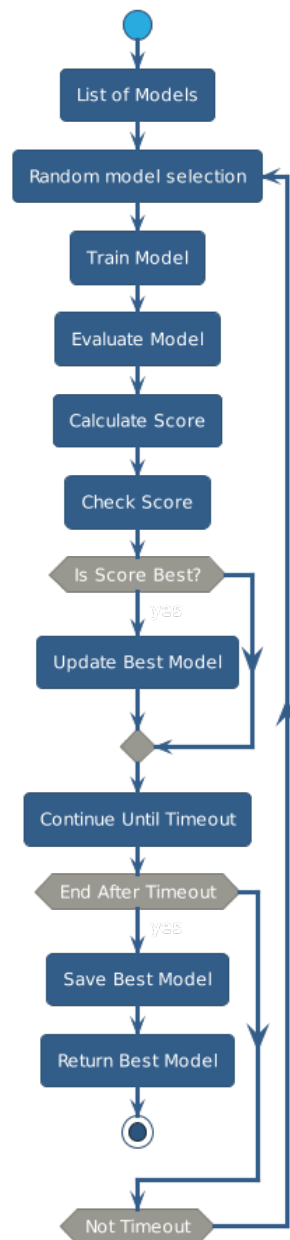 List of Models
Random model selection
Train Model
Evaluate Model
Calculate Score
Check Score
Is Score Best?
yes
Update Best Model
Continue Until Timeout
End After Timeout
yes
Save Best Model
Return Best Model
Not Timeout